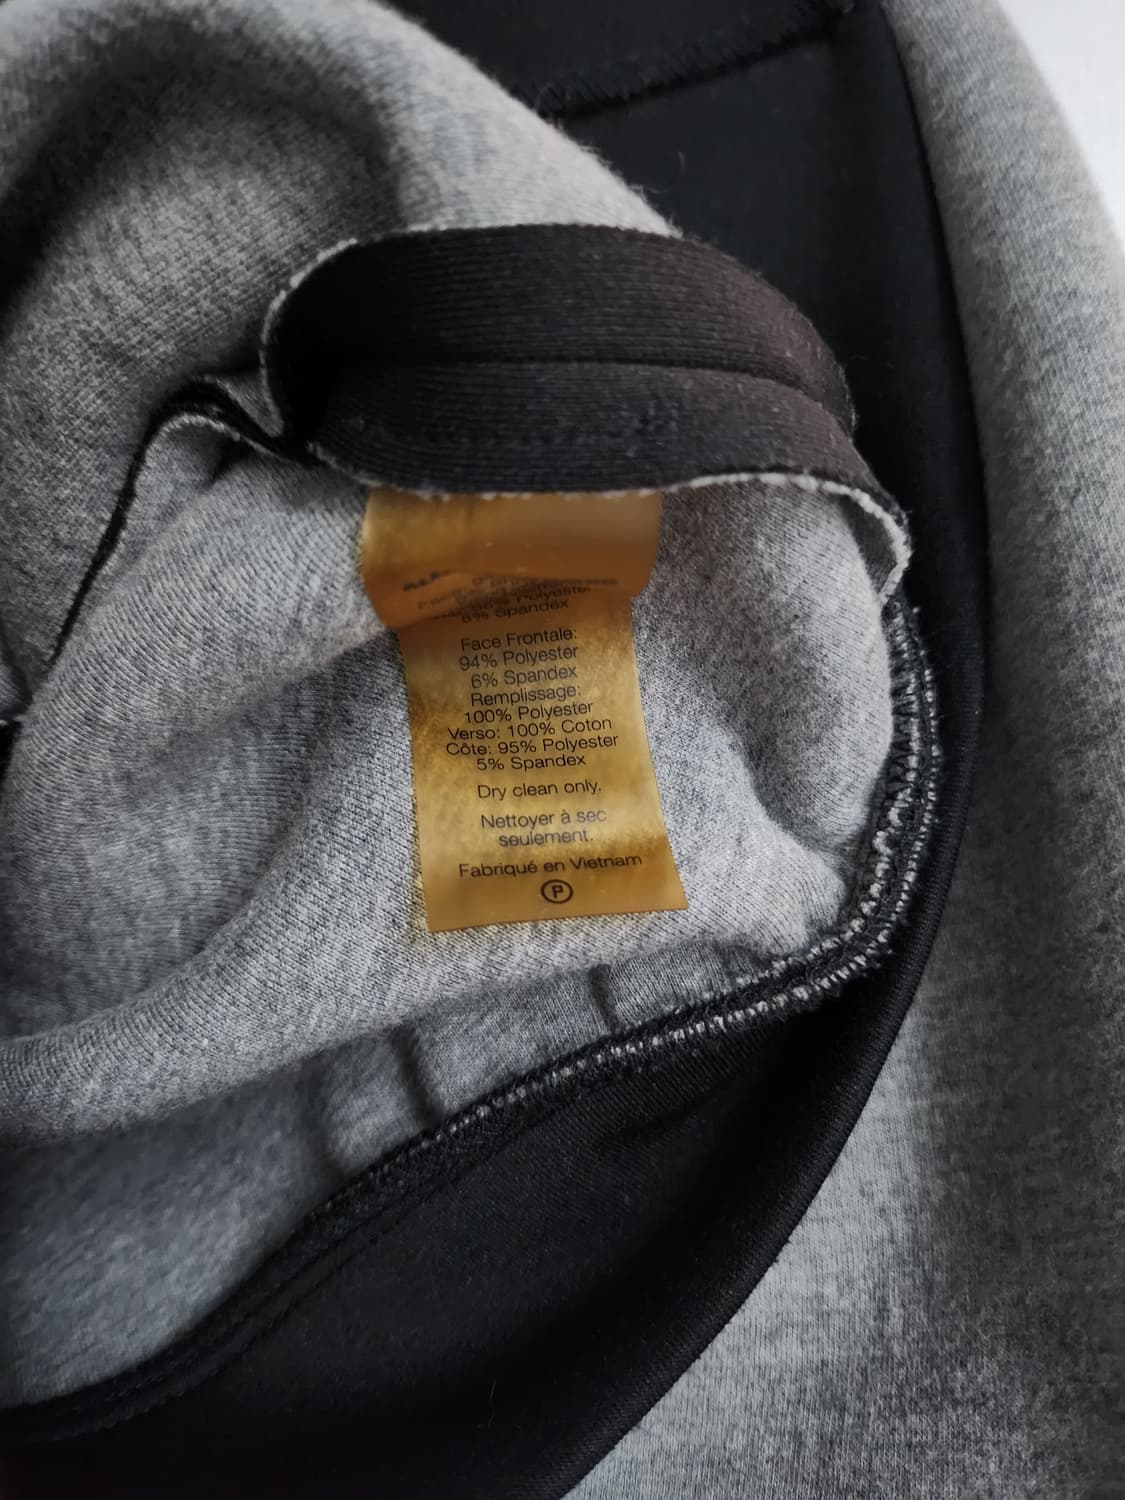 5% Spandex
Face Frontale:
94% Polyester
6% Spandex
Remplissage:
100% Polyester
Verso: 100% Coton
Côte: 95% Polyester
5% Spandex
Dry clean only.
Nettoyer à sec
seulement.
Fabriqué en Vietnam
P